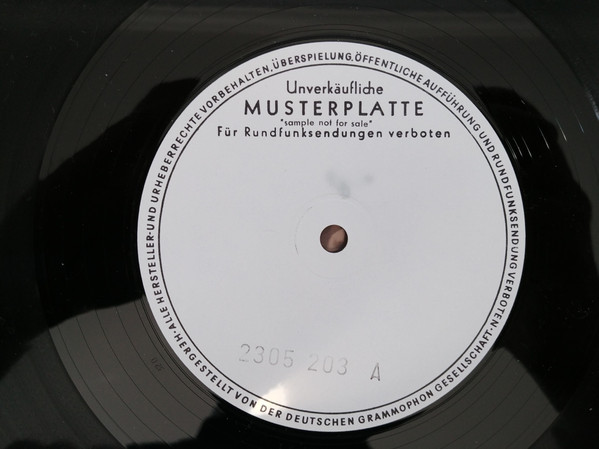 Unverkäufliche
MUSTERPLATTE
"sample not for sale"
Für Rundfunksendungen verboten
2305 203 A
·ALLE HERSTELLER-UND URHEBERRECHTE VORBEHALTEN, ÜBERSPIELUNG, ÖFFENTLICHE AUFFÜHRUNG UND RUNDFUNKSENDUNG VERBOTEN·
HERGESTELLT VON DER DEUTSCHEN GRAMMOPHON GESELLSCHAFT·